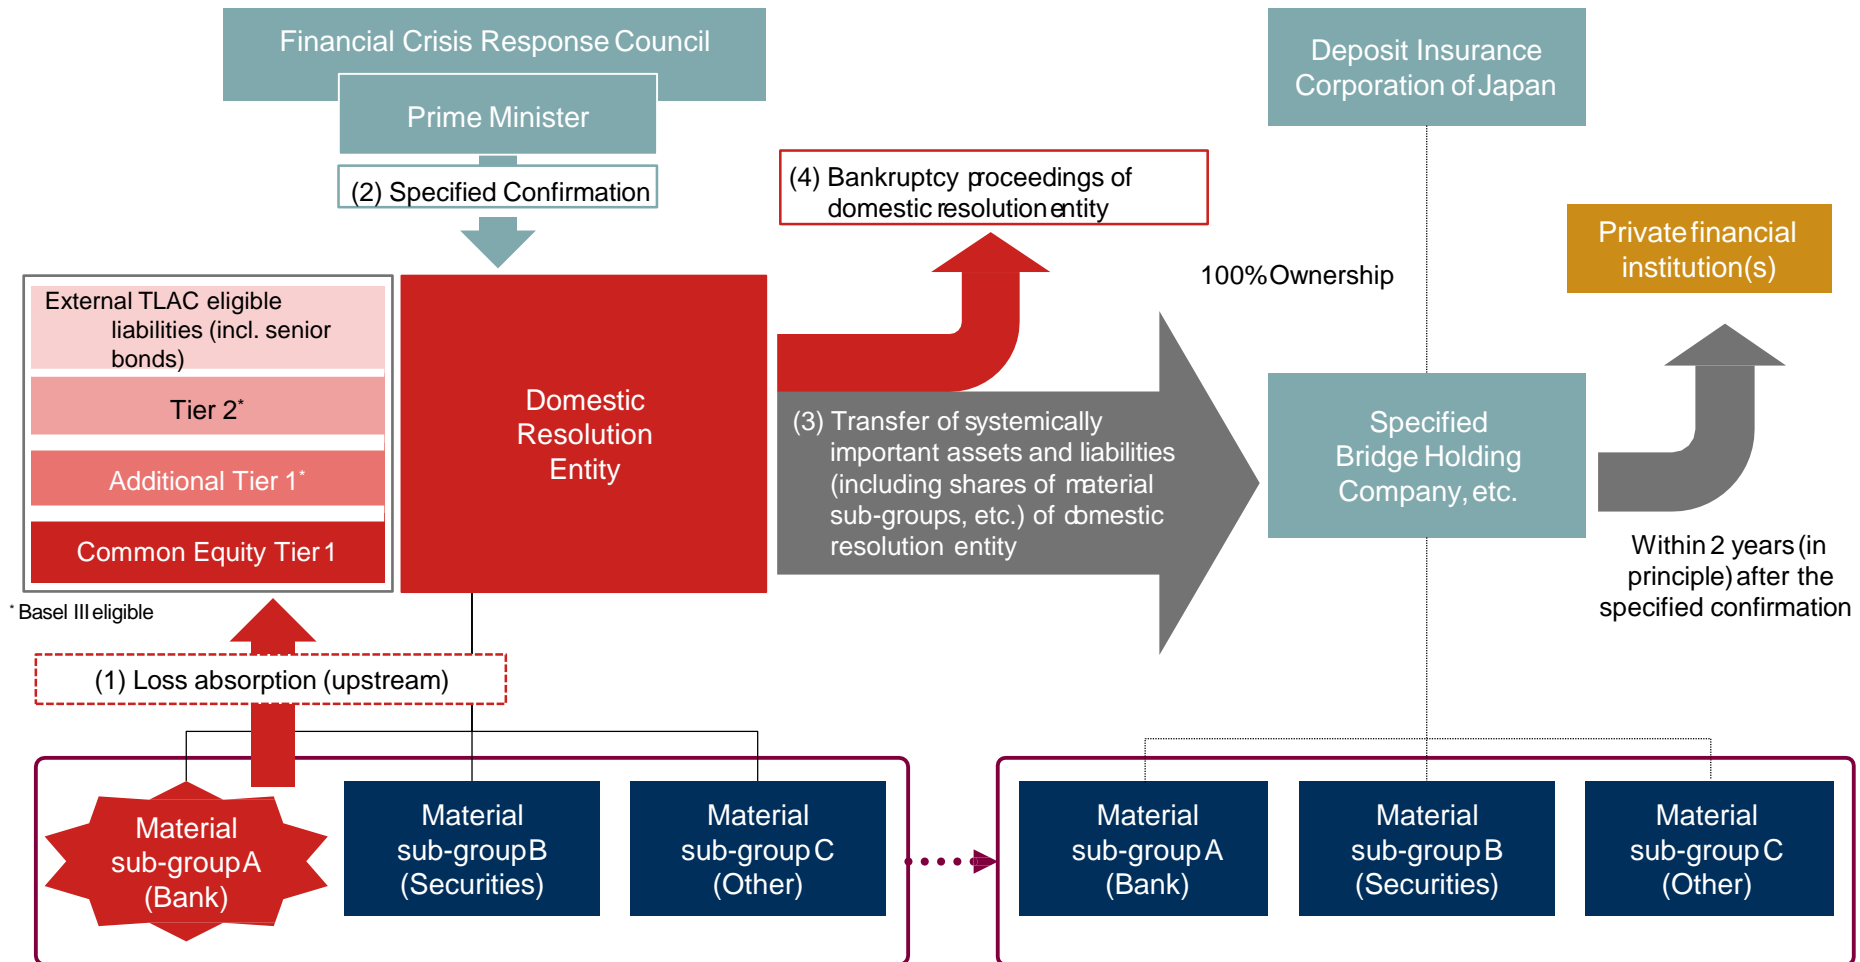 Financial Crisis Response Council
Prime Minister
(2) Specified Confirmation
Deposit Insurance
Corporation of Japan
(4) Bankruptcy proceedings of
domestic resolution entity
Private financial
institution(s)
100% Ownership
External TLAC eligible
liabilities (incl. senior
bonds)
Tier 2*
Additional Tier 1*
Common Equity Tier 1
* Basel III eligible
Domestic
Resolution
Entity
(3) Transfer of systemically
important assets and liabilities
(including shares of material
sub-groups, etc.) of domestic
resolution entity
Specified
Bridge Holding
Company, etc.
Within 2 years (in
principle) after the
specified confirmation
(1) Loss absorption (upstream)
Material
sub-group A
(Bank)
Material
sub-group B
(Securities)
Material
sub-group C
(Other)
Material
sub-group A
(Bank)
Material
sub-group B
(Securities)
Material
sub-group C
(Other)